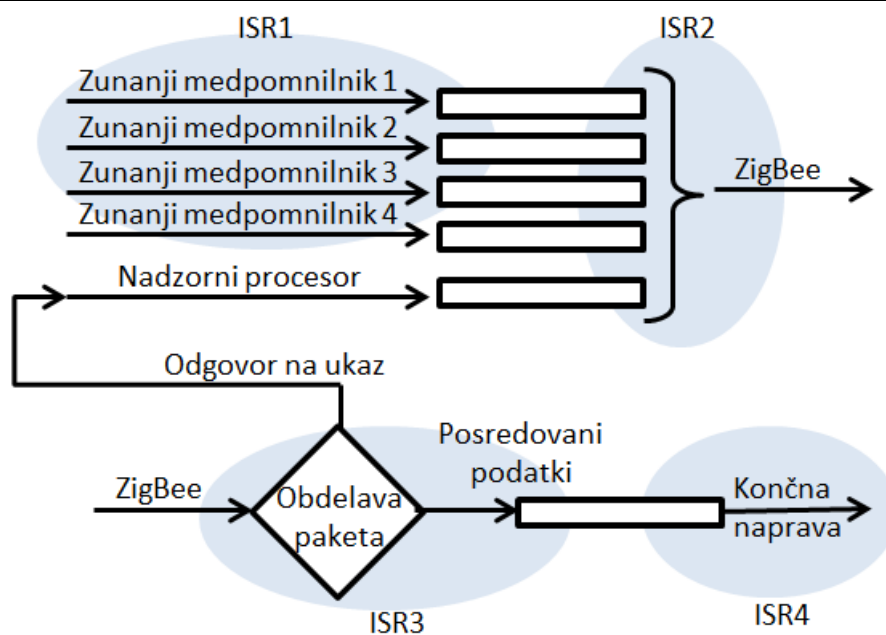 ISR1
ISR2
Zunanji medpomnilnik 1
Zunanji medpomnilnik 2
Zunanji medpomnilnik 3
Zunanji medpomnilnik 4
ZigBee
Nadzorni procesor
Odgovor na ukaz
ZigBee
Obdelava
paketa
Posredovani
podatki
Končna
naprava
ISR3
ISR4